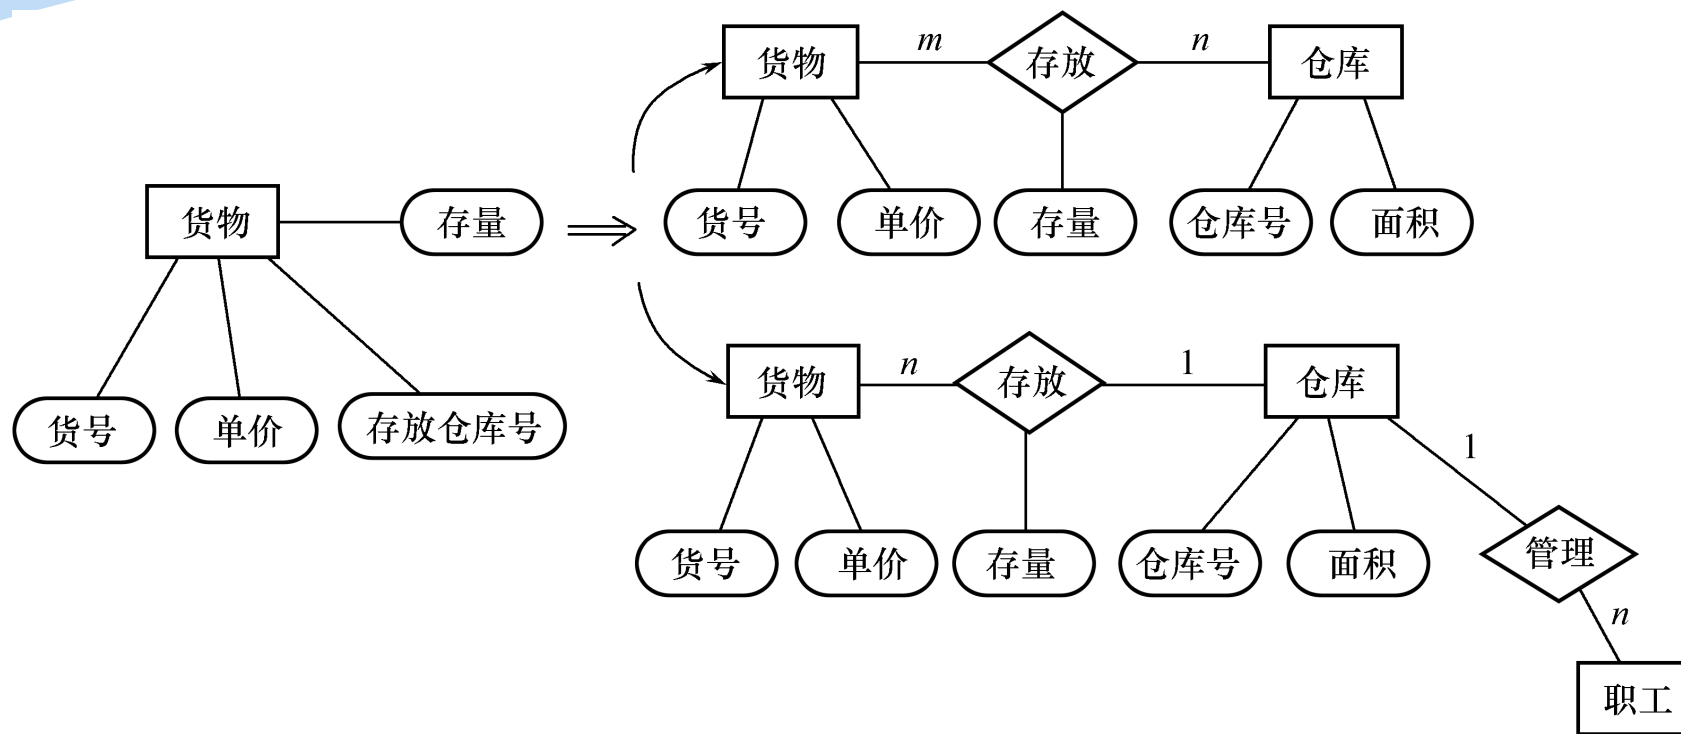 货物 m 存放 n 仓库
货号 单价 存量 仓库号 面积
货物 存量
货号 单价 存放仓库号
货物 n 存放 1 仓库
1
货号 单价 存量 仓库号 面积 管理
n
职工